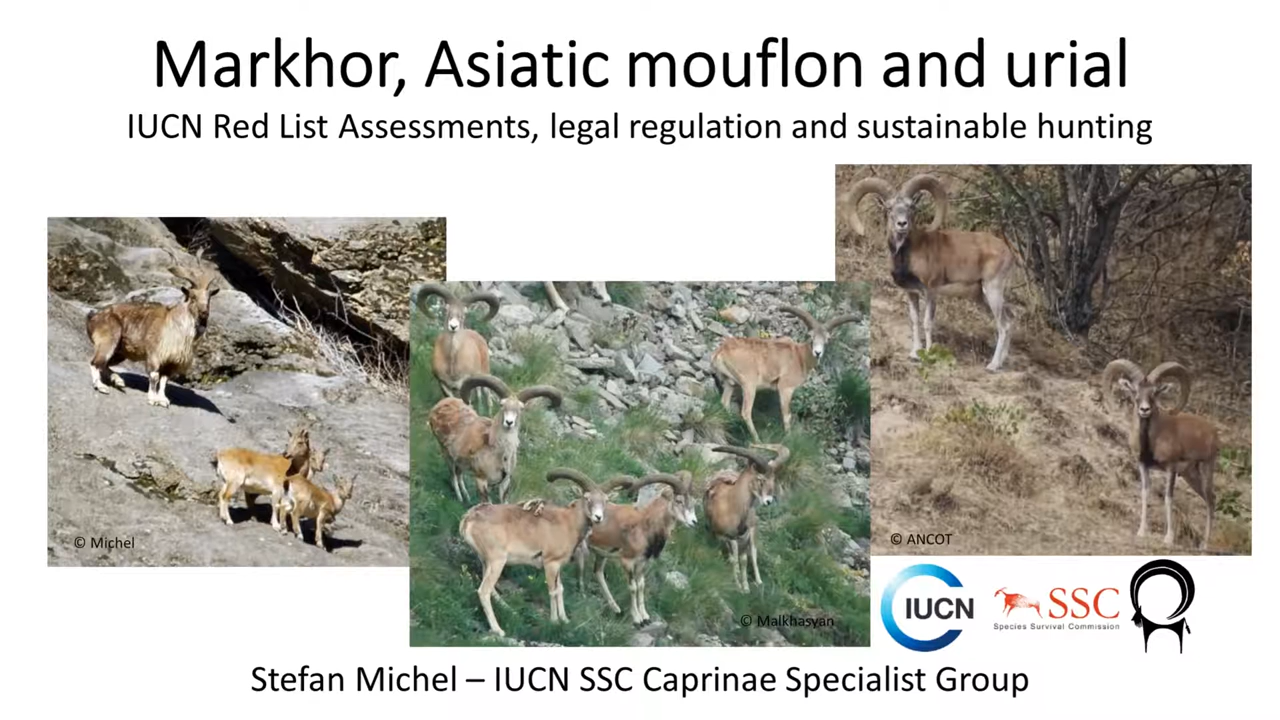 Markhor, Asiatic mouflon and urial
IUCN Red List Assessments, legal regulation and sustainable hunting
© Michel
© Malkhasyan
© ANCOT
IUCN
SSC
Species Survival Commission
Stefan Michel – IUCN SSC Caprinae Specialist Group